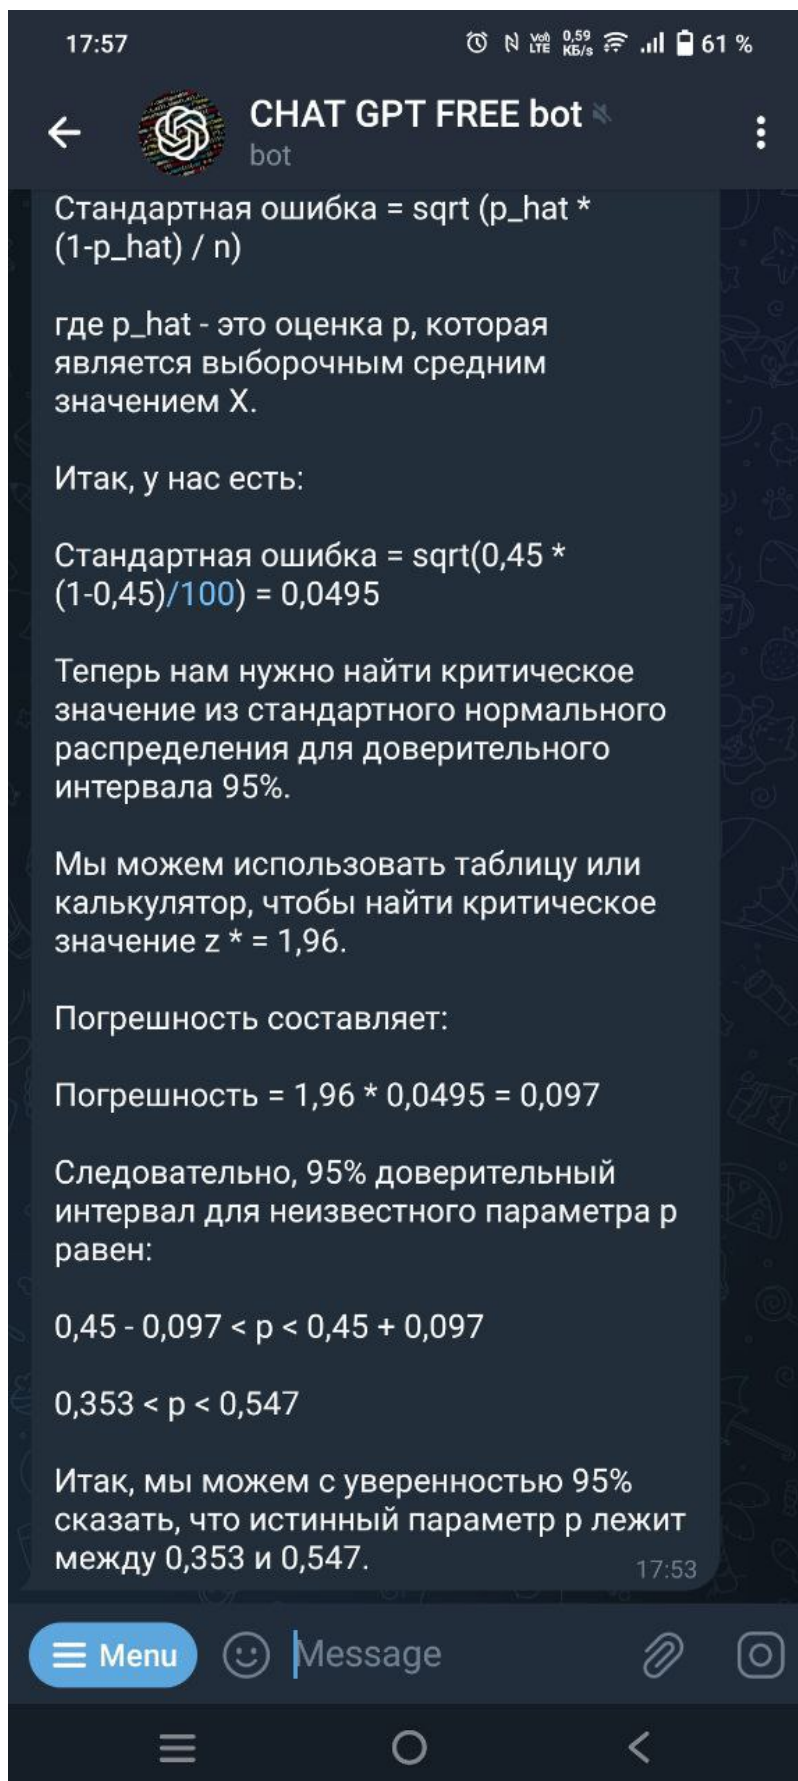 17:57
Vo) LTE 0,59 КБ/s 61 %
CHAT GPT FREE bot
bot
Стандартная ошибка = sqrt (p_hat *
(1-p_hat) / n)
где p_hat - это оценка p, которая
является выборочным средним
значением X.
Итак, у нас есть:
Стандартная ошибка = sqrt(0,45 *
(1-0,45)/100) = 0,0495
Теперь нам нужно найти критическое
значение из стандартного нормального
распределения для доверительного
интервала 95%.
Мы можем использовать таблицу или
калькулятор, чтобы найти критическое
значение z * = 1,96.
Погрешность составляет:
Погрешность = 1,96 * 0,0495 = 0,097
Следовательно, 95% доверительный
интервал для неизвестного параметра p
равен:
0,45 - 0,097 < p < 0,45 + 0,097
0,353 < p < 0,547
Итак, мы можем с уверенностью 95%
сказать, что истинный параметр p лежит
между 0,353 и 0,547.
17:53
Menu
Message